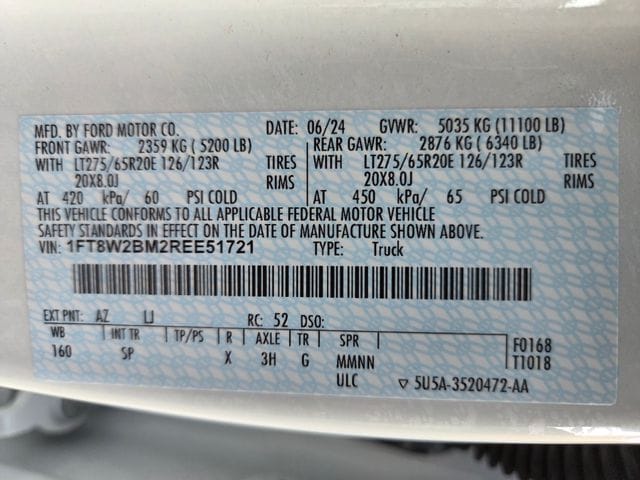 MFD. BY FORD MOTOR CO. DATE: 06/24 GVWR: 5035 KG (11100 LB)
FRONT GAWR: 2359 KG ( 5200 LB) REAR GAWR: 2876 KG ( 6340 LB)
WITH LT275/65R20E 126/123R TIRES WITH LT275/65R20E 126/123R TIRES
20X8.0J RIMS 20X8.0J RIMS
AT 420 kPa/ 60 PSI COLD AT 450 kPa/ 65 PSI COLD
THIS VEHICLE CONFORMS TO ALL APPLICABLE FEDERAL MOTOR VEHICLE
SAFETY STANDARDS IN EFFECT ON THE DATE OF MANUFACTURE SHOWN ABOVE.
VIN: 1FT8W2BM2REE51721 TYPE: Truck
EXT PNT: AZ LJ RC: 52 DSO:
WB INT TR TP/PS R AXLE TR SPR F0168
160 SP X 3H G MMNN T1018
ULC ▽ 5U5A-3520472-AA